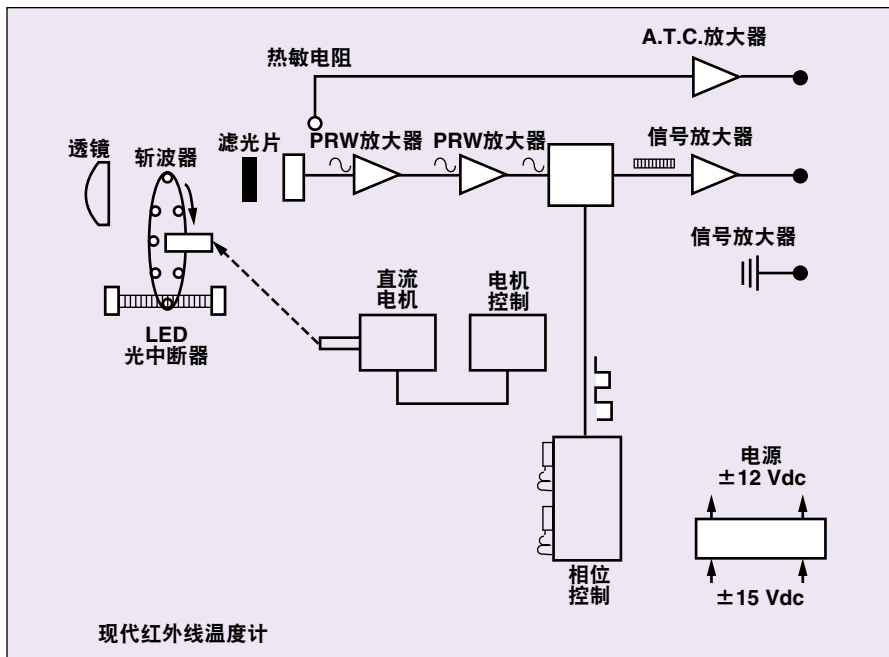 A.T.C.放大器
热敏电阻
透镜
斩波器
滤光片
PRW放大器
PRW放大器
信号放大器
信号放大器
直流
电机
电机
控制
LED
光中断器
电源
±12 Vdc
相位
控制
±15 Vdc
现代红外线温度计